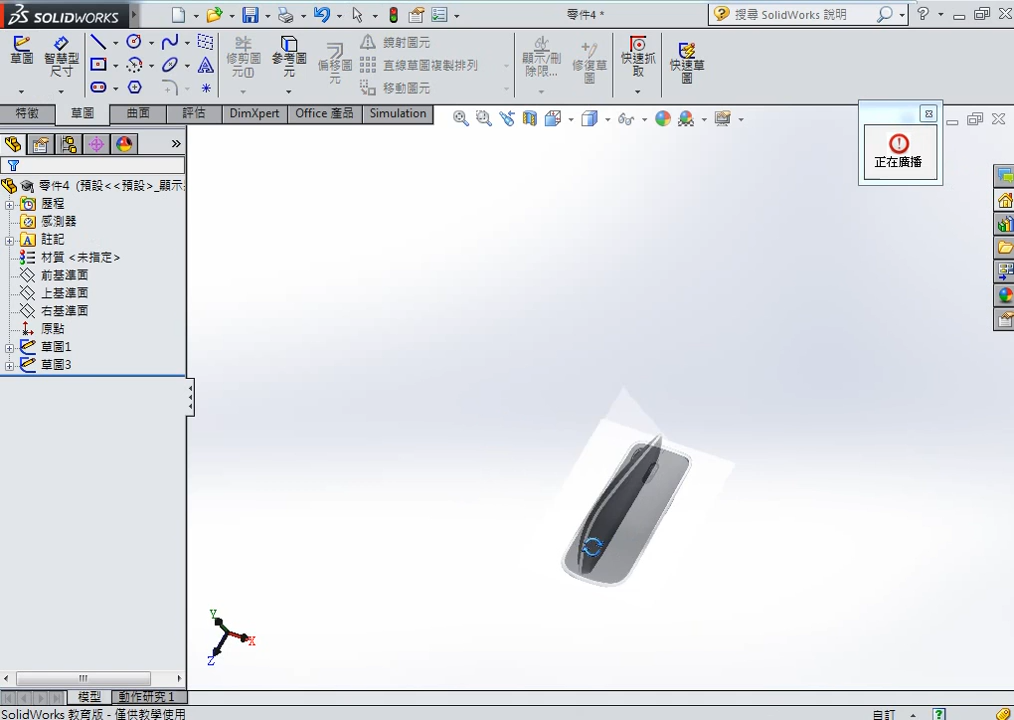 SOLIDWORKS
零件4 *
搜尋 SolidWorks 說明
草圖
智慧型尺寸
修剪圖元(I)
參考圖元
偏移圖元
鏡射圖元
直線草圖複製排列
移動圖元
顯示/刪除限...
修復草圖
快速抓取
快速草圖
特徵
草圖
曲面
評估
DimXpert
Office 產品
Simulation
正在廣播
零件4 (預設<<預設>_顯示
歷程
感測器
註記
材質 <未指定>
前基準面
上基準面
右基準面
原點
草圖1
草圖3
Y
X
Z
模型
動作研究 1
SolidWorks 教育版 - 僅供教學使用
自訂